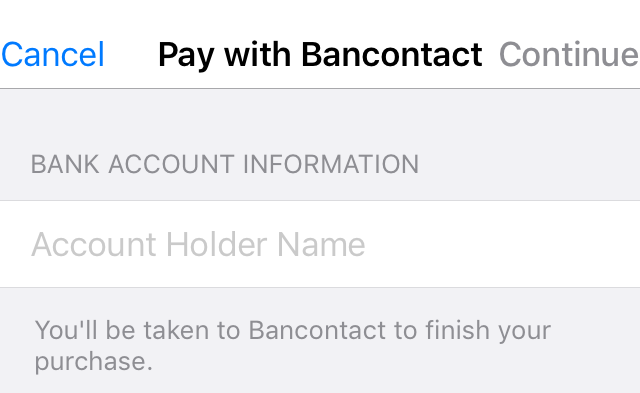 Cancel Pay with Bancontact Continue
BANK ACCOUNT INFORMATION
Account Holder Name
You'll be taken to Bancontact to finish your
purchase.